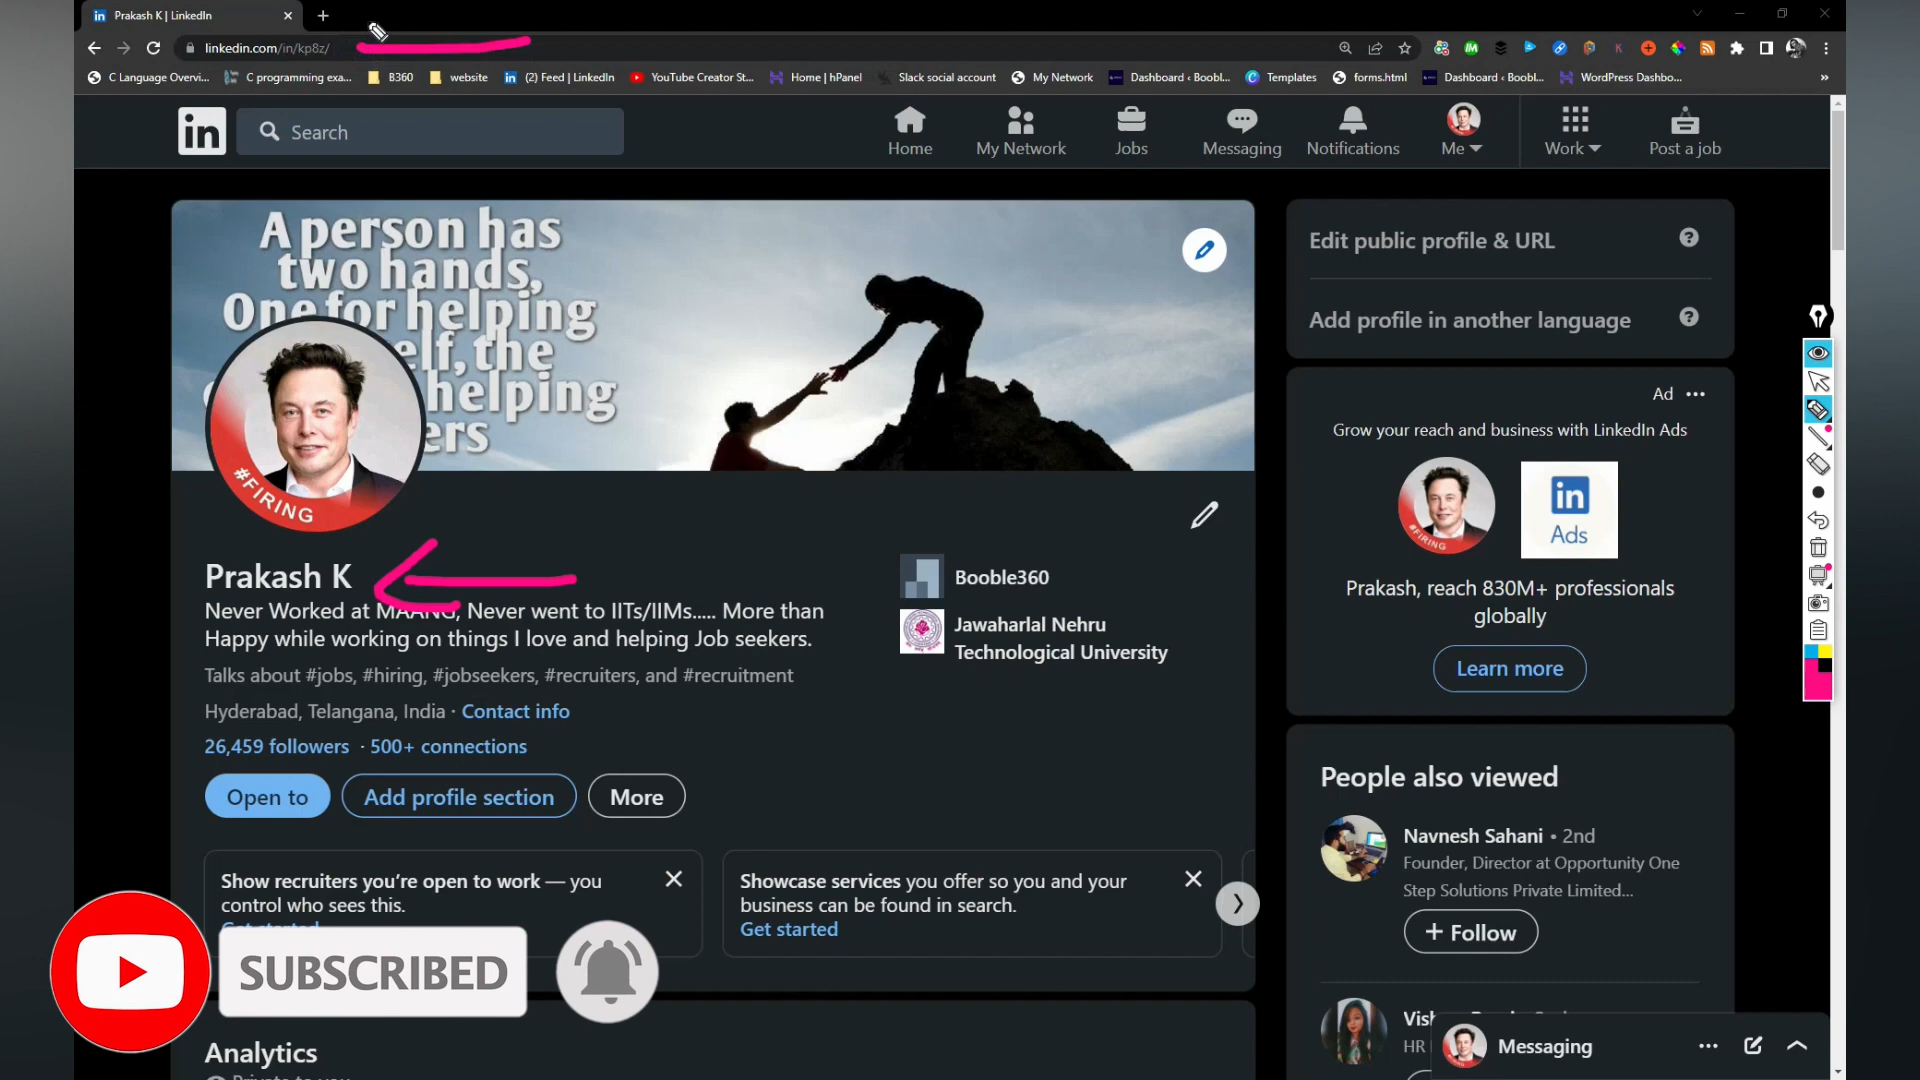 Prakash K | LinkedIn
linkedin.com/in/kp8z/
C Language Overvi...
C programming exa...
B360
website
(2) Feed | LinkedIn
YouTube Creator St...
Home | hPanel
Slack social account
My Network
Dashboard ‹ Boobl...
Templates
forms.html
Dashboard ‹ Boobl...
WordPress Dashbo...
»
in
Search
Home
My Network
Jobs
Messaging
Notifications
Me
Work
Post a job
A person has
two hands,
One for helping
elf, the
helping
ers
#FIRING
Edit public profile & URL
Add profile in another language
Ad
Grow your reach and business with LinkedIn Ads
#FIRING
in
Ads
Prakash, reach 830M+ professionals
globally
Learn more
Prakash K
Never Worked at MAANG, Never went to IITs/IIMs..... More than
Happy while working on things I love and helping Job seekers.
Talks about #jobs, #hiring, #jobseekers, #recruiters, and #recruitment
Hyderabad, Telangana, India · Contact info
26,459 followers · 500+ connections
Booble360
Jawaharlal Nehru
Technological University
Open to
Add profile section
More
Show recruiters you’re open to work — you
control who sees this.
Get started
Showcase services you offer so you and your
business can be found in search.
Get started
SUBSCRIBED
Analytics
Private to you
People also viewed
Navnesh Sahani • 2nd
Founder, Director at Opportunity One
Step Solutions Private Limited...
+ Follow
HR
Messaging